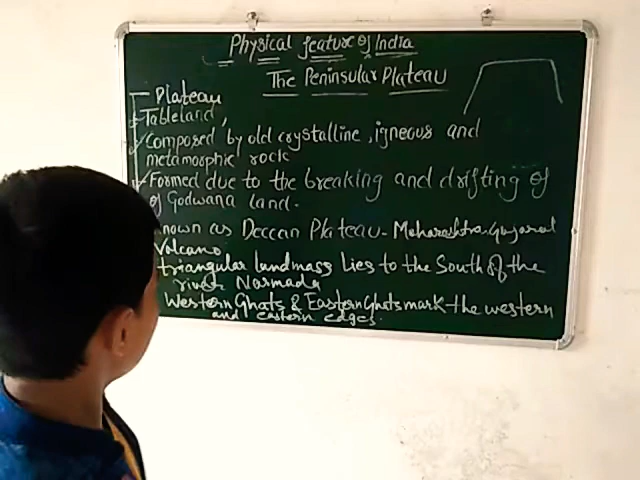 Physical feature of India
The Peninsular Plateau
Plateau
Tableland
Composed by old crystalline, igneous and
metamorphic rock
Formed due to the breaking and drifting of
of Godwana land.
nown as Deccan Plateau - Maharashtra, Gujarat
Volcano
triangular landmass Lies to the South of the
river Narmada
Western Ghats & Eastern Ghats mark the western
and eastern edges.